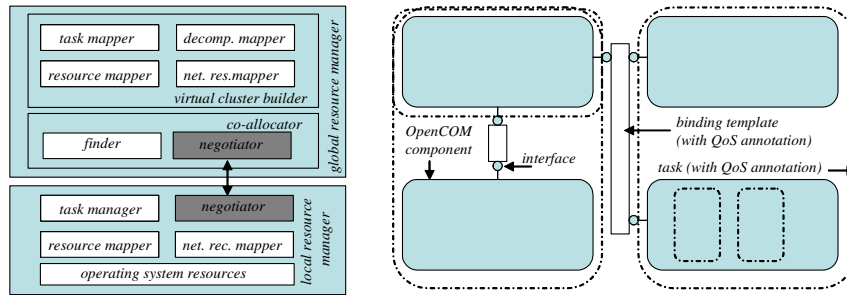 task mapper
decomp. mapper
resource mapper
net. res.mapper
virtual cluster builder
co-allocator
finder
negotiator
global resource manager
task manager
negotiator
resource mapper
net. rec. mapper
operating system resources
local resource
manager
OpenCOM
component
interface
binding template
(with QoS annotation)
task (with QoS annotation)